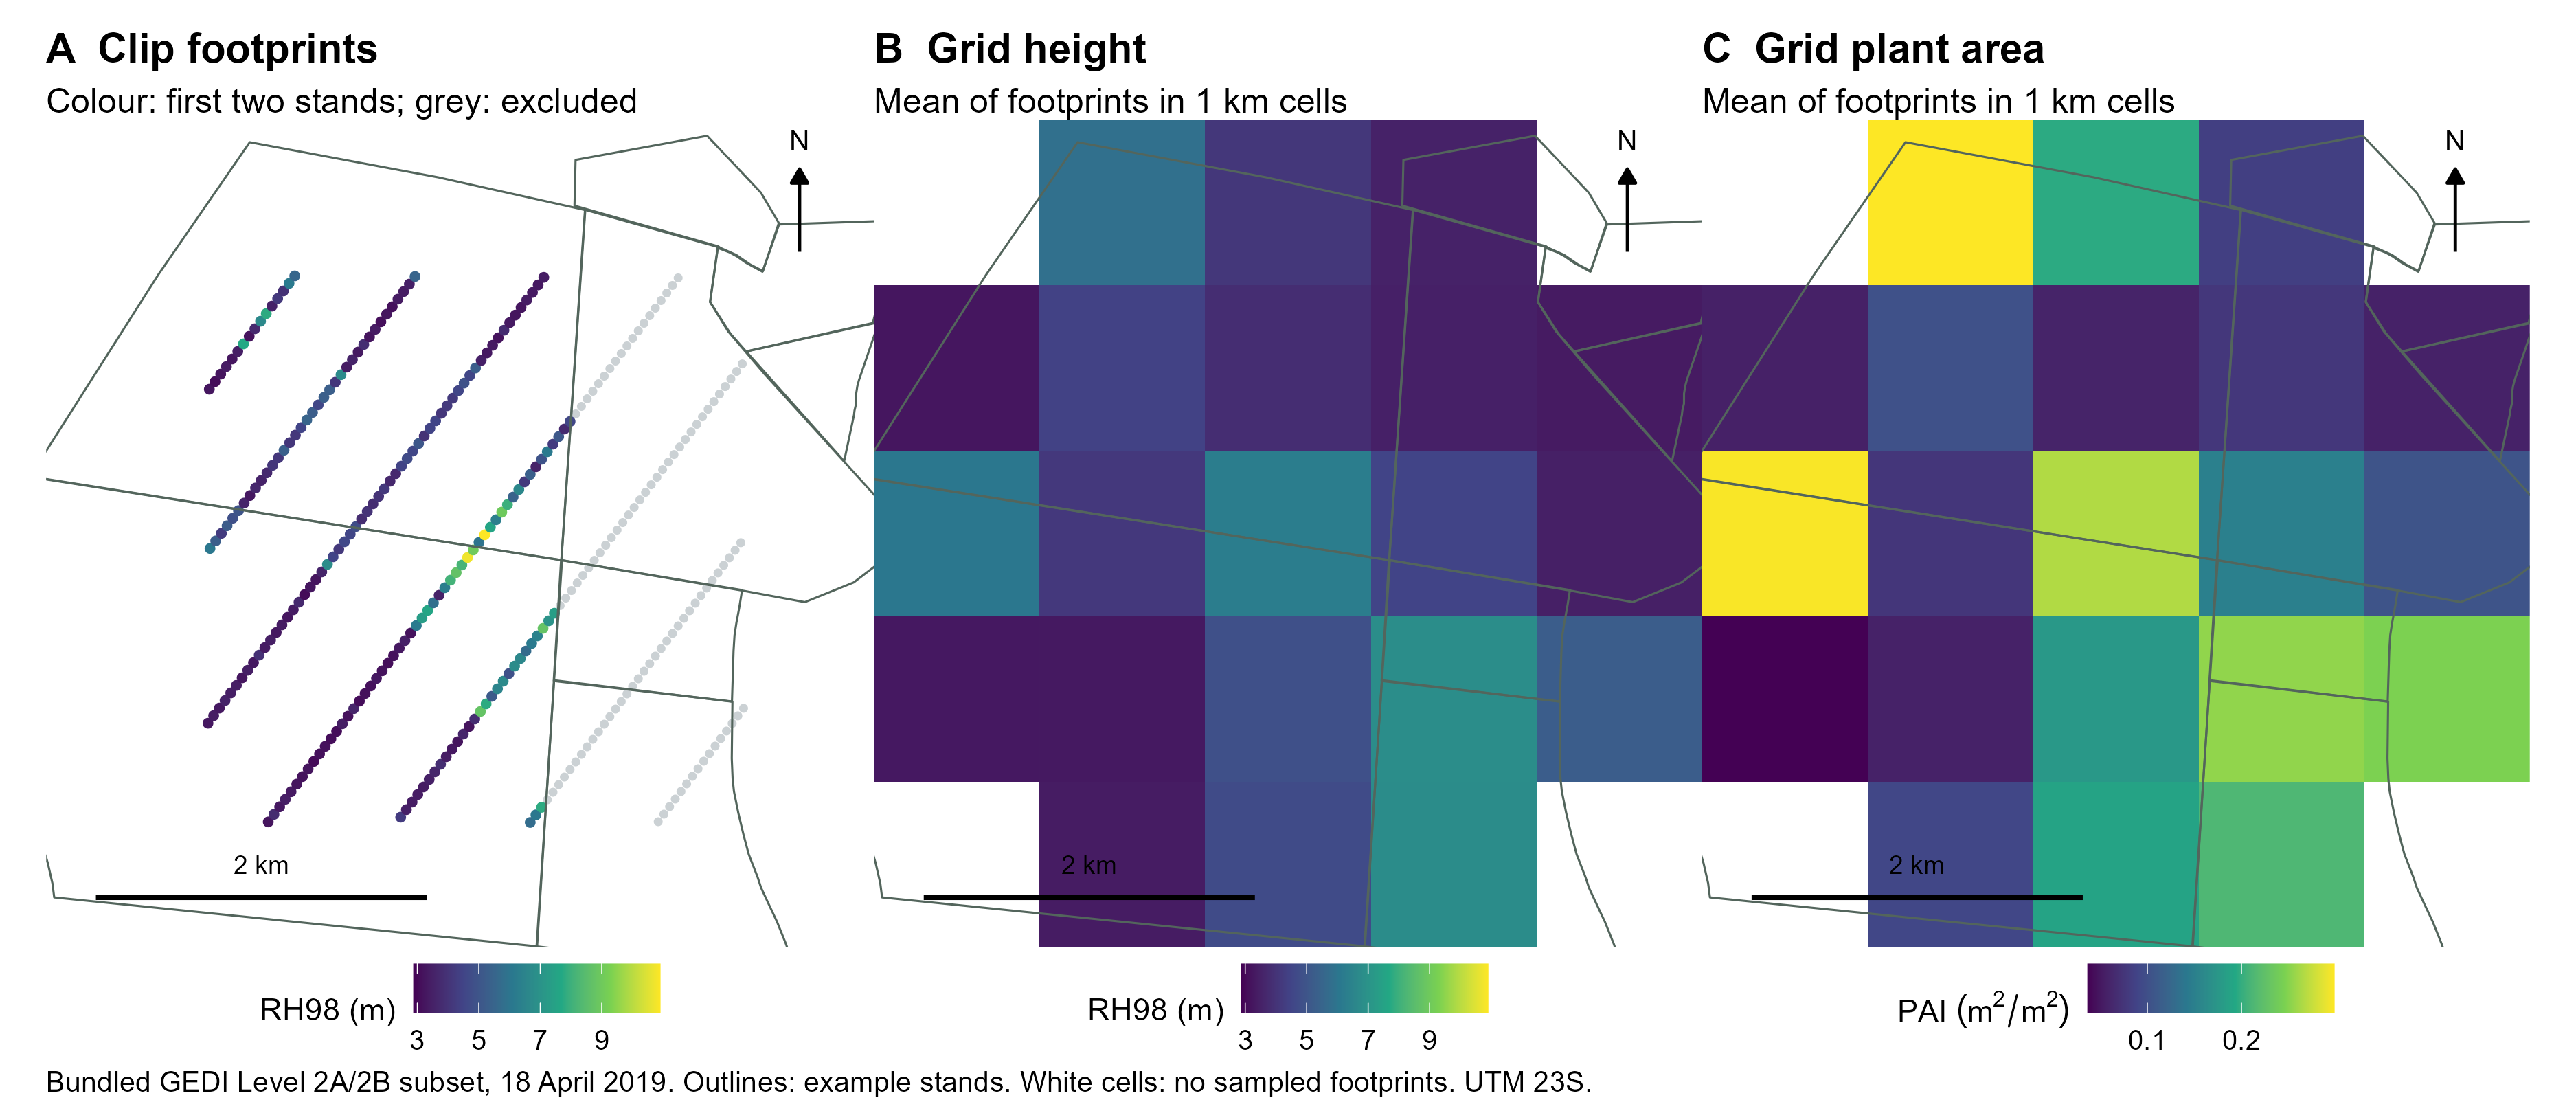 A Clip footprints
Colour: first two stands; grey: excluded
N
2 km
RH98 (m)
3 5 7 9
B Grid height
Mean of footprints in 1 km cells
N
2 km
RH98 (m)
3 5 7 9
C Grid plant area
Mean of footprints in 1 km cells
N
2 km
PAI (m²/m²)
0.1 0.2
Bundled GEDI Level 2A/2B subset, 18 April 2019. Outlines: example stands. White cells: no sampled footprints. UTM 23S.